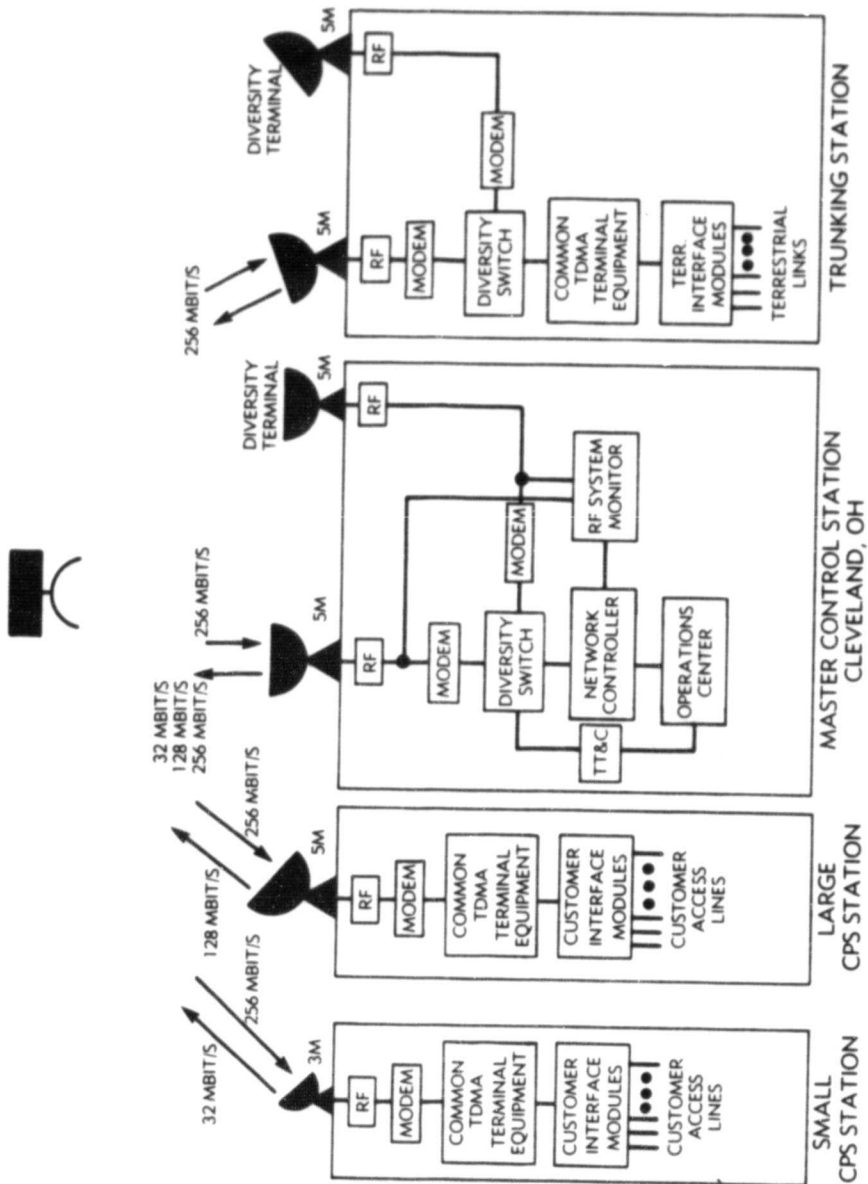 32 MBIT/S
256 MBIT/S
3M
RF
MODEM
COMMON
TDMA
TERMINAL
EQUIPMENT
CUSTOMER
INTERFACE
MODULES
CUSTOMER
ACCESS
LINES
SMALL
CPS STATION
128 MBIT/S
256 MBIT/S
5M
RF
MODEM
COMMON
TDMA
TERMINAL
EQUIPMENT
CUSTOMER
INTERFACE
MODULES
CUSTOMER
ACCESS
LINES
LARGE
CPS STATION
32 MBIT/S
128 MBIT/S
256 MBIT/S
256 MBIT/S
5M
DIVERSITY
TERMINAL
5M
RF
RF
MODEM
MODEM
DIVERSITY
SWITCH
RF SYSTEM
MONITOR
TT&C
NETWORK
CONTROLLER
OPERATIONS
CENTER
MASTER CONTROL STATION
CLEVELAND, OH
256 MBIT/S
5M
DIVERSITY
TERMINAL
5M
RF
RF
MODEM
MODEM
DIVERSITY
SWITCH
COMMON
TDMA
TERMINAL
EQUIPMENT
TERR.
INTERFACE
MODULES
TERRESTRIAL
LINKS
TRUNKING STATION